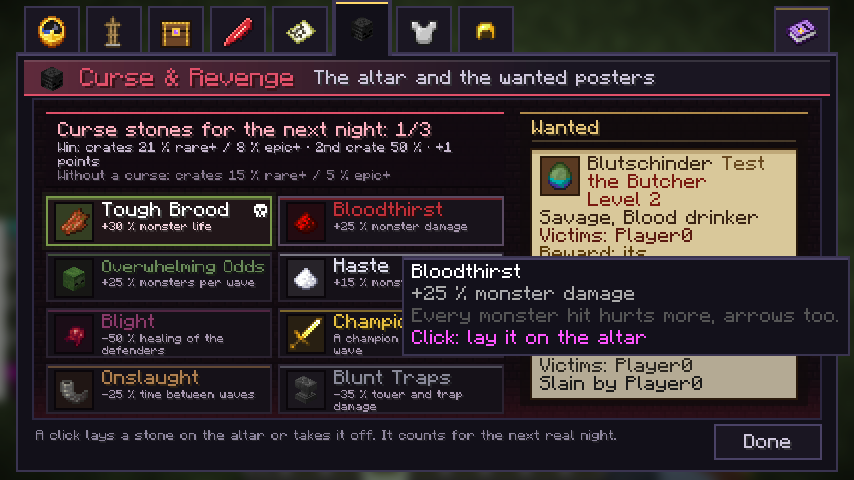 Curse & Revenge The altar and the wanted posters
Curse stones for the next night: 1/3
Win: crates 21 % rare+ / 8 % epic+ · 2nd crate 50 % · +1
points
Without a curse: crates 15 % rare+ / 5 % epic+
Tough Brood
+30 % monster life
Bloodthirst
+25 % monster damage
Overwhelming Odds
+25 % monsters per wave
Haste
+15 % mons
Blight
-50 % healing of the
defenders
Champio
A champion
wave
Onslaught
-25 % time between waves
Blunt Traps
-35 % tower and trap
damage
Wanted
Blutschinder Test
the Butcher
Level 2
Savage, Blood drinker
Victims: Player0
Reward: its
Bloodthirst
+25 % monster damage
Every monster hit hurts more, arrows too.
Click: lay it on the altar
Victims: Player0
Slain by Player0
A click lays a stone on the altar or takes it off. It counts for the next real night.
Done